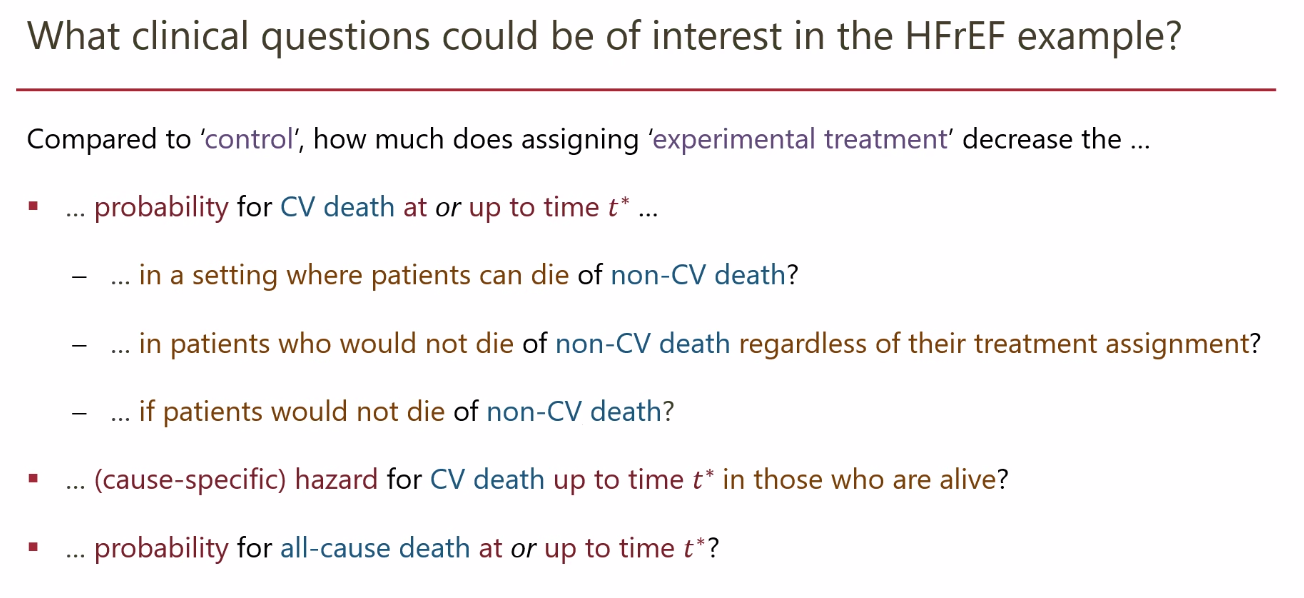 What clinical questions could be of interest in the HFrEF example?
Compared to ‘control’, how much does assigning ‘experimental treatment’ decrease the …
▪ … probability for CV death at or up to time t* …
– … in a setting where patients can die of non-CV death?
– … in patients who would not die of non-CV death regardless of their treatment assignment?
– … if patients would not die of non-CV death?
▪ … (cause-specific) hazard for CV death up to time t* in those who are alive?
▪ … probability for all-cause death at or up to time t*?